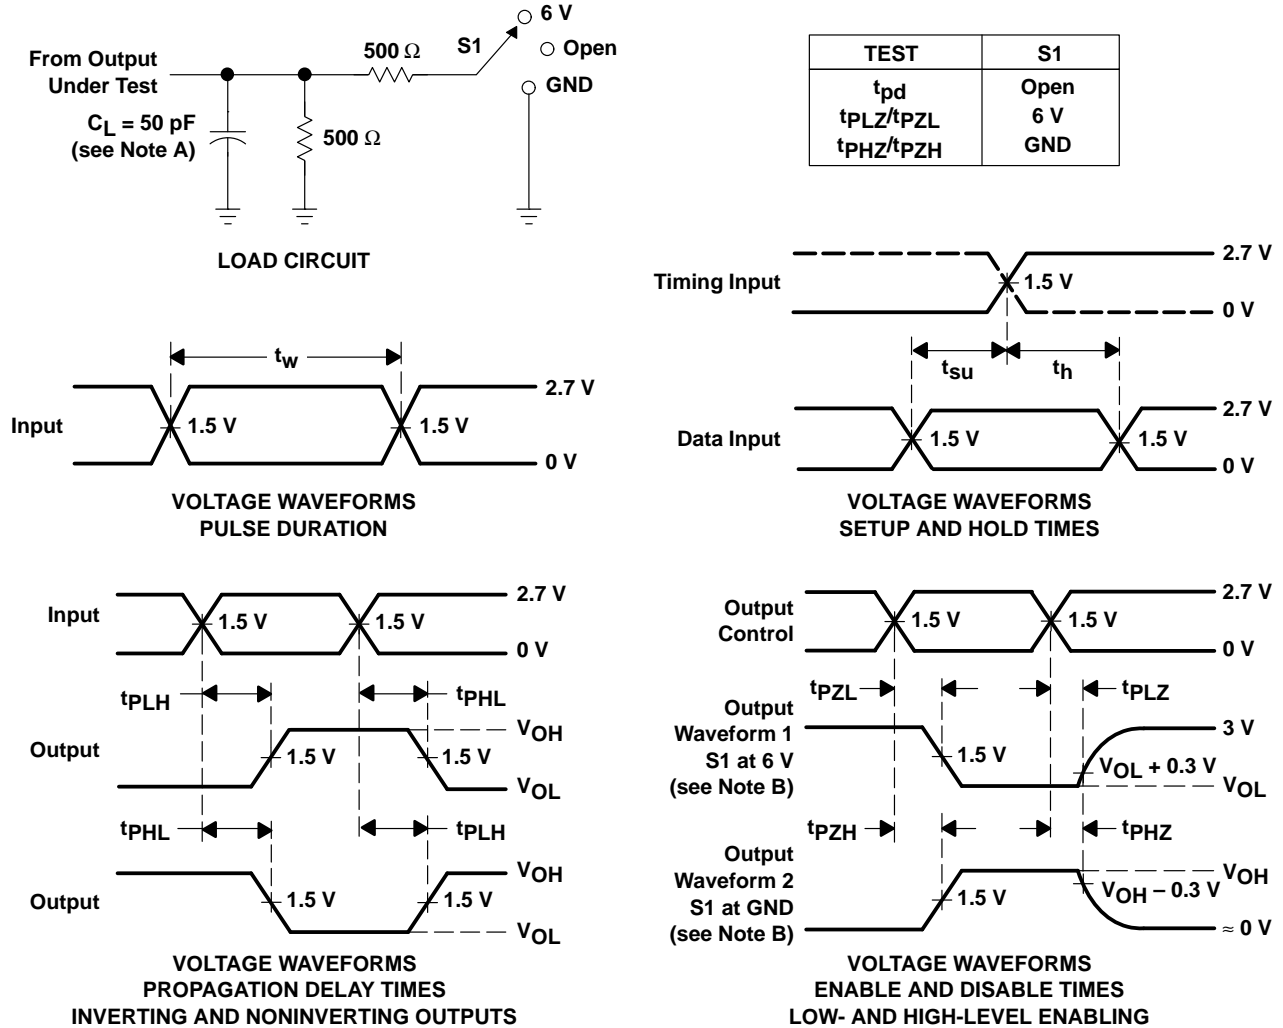 6 V
S1
500 Ω
Open
From Output
Under Test
GND
CL = 50 pF
(see Note A)
500 Ω
LOAD CIRCUIT
TEST S1
tpd Open
tPLZ/tPZL 6 V
tPHZ/tPZH GND
Timing Input
2.7 V
1.5 V
0 V
tsu
th
Data Input
2.7 V
1.5 V
1.5 V
0 V
VOLTAGE WAVEFORMS
SETUP AND HOLD TIMES
tw
Input
2.7 V
1.5 V
1.5 V
0 V
VOLTAGE WAVEFORMS
PULSE DURATION
Input
2.7 V
1.5 V
1.5 V
0 V
tPLH
tPHL
Output
VOH
1.5 V
1.5 V
VOL
tPHL
tPLH
Output
VOH
1.5 V
1.5 V
VOL
VOLTAGE WAVEFORMS
PROPAGATION DELAY TIMES
INVERTING AND NONINVERTING OUTPUTS
Output
Control
2.7 V
1.5 V
1.5 V
0 V
tPZL
tPLZ
Output
Waveform 1
S1 at 6 V
(see Note B)
3 V
1.5 V
VOL + 0.3 V
VOL
tPZH
tPHZ
Output
Waveform 2
S1 at GND
(see Note B)
VOH
1.5 V
VOH − 0.3 V
≈ 0 V
VOLTAGE WAVEFORMS
ENABLE AND DISABLE TIMES
LOW- AND HIGH-LEVEL ENABLING